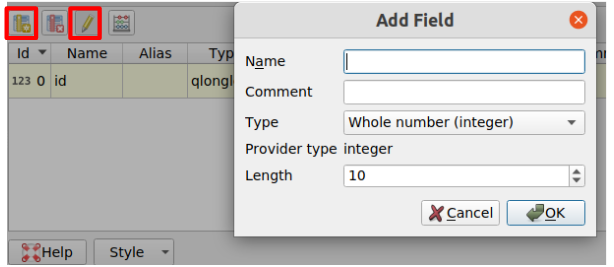 Add Field
Id Name Alias Typ
123 0 id qlongl
Name
Comment
Type Whole number (integer)
Provider type integer
Length 10
Cancel OK
Help Style